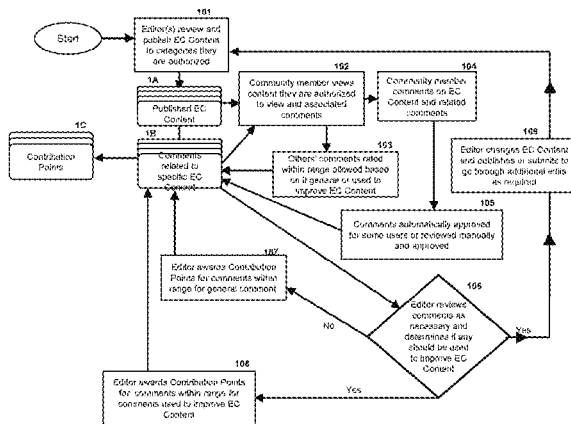 101
Start
Editor(s) review and
publish EC Content
to categories they
are authorized
1A
Published EC
Content
102
Community member views
content they are authorized
to view and associated
comments
104
Community member
comments on EC
Content and related
comments
1C
Contribution
Points
1B
Comments
related to
specific EC
Content
103
Others' comments rated
within range allowed based
on if general or used to
improve EC Content
109
Editor changes EC Content
and publishes or submits to
go through additional edits
as required
105
Comments automatically approved
for some users or reviewed manually
and approved
107
Editor awards Contribution
Points for comments within
range for general comment
106
Editor reviews
comments as
necessary and
determines if any
should be used
to improve EC
Content
No
Yes
108
Editor awards Contribution Points
for comments within range for
comments used to improve EC
Content
Yes